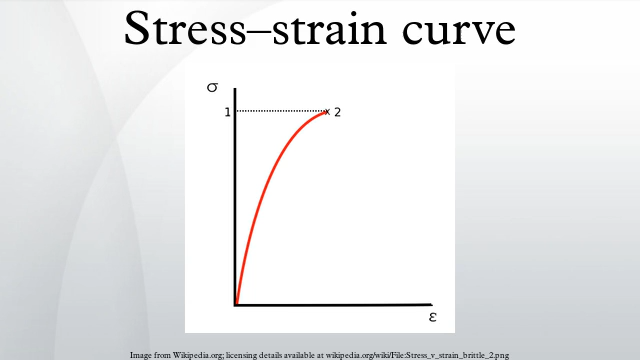 Stress–strain curve
σ
1
2
ε
Image from Wikipedia.org; licensing details available at wikipedia.org/wiki/File:Stress_v_strain_brittle_2.png